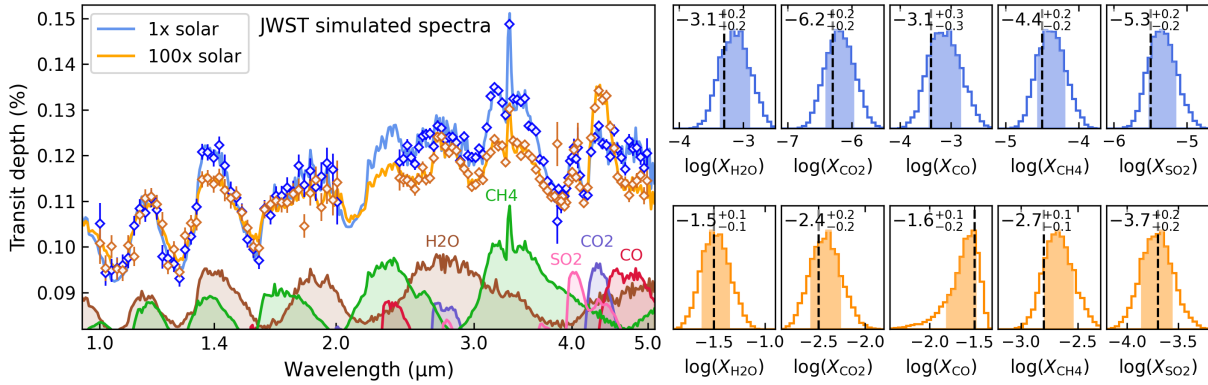 JWST simulated spectra
1x solar
100x solar
Transit depth (%)
0.15
0.14
0.13
0.12
0.11
0.10
0.09
CH4
H2O
SO2
CO2
CO
1.0 1.4 2.0 3.0 4.0 5.0
Wavelength (μm)
−3.1 +0.2 −0.2
−6.2 +0.2 −0.2
−3.1 +0.3 −0.3
−4.4 +0.2 −0.2
−5.3 +0.2 −0.2
−4 −3
−7 −6
−4 −3
−5 −4
−6 −5
log(XH2O)
log(XCO2)
log(XCO)
log(XCH4)
log(XSO2)
−1.5 +0.1 −0.1
−2.4 +0.2 −0.2
−1.6 +0.1 −0.2
−2.7 +0.1 −0.1
−3.7 +0.2 −0.2
−1.5 −1.0
−2.5 −2.0
−2.0 −1.5
−3.0 −2.5
−4.0 −3.5
log(XH2O)
log(XCO2)
log(XCO)
log(XCH4)
log(XSO2)